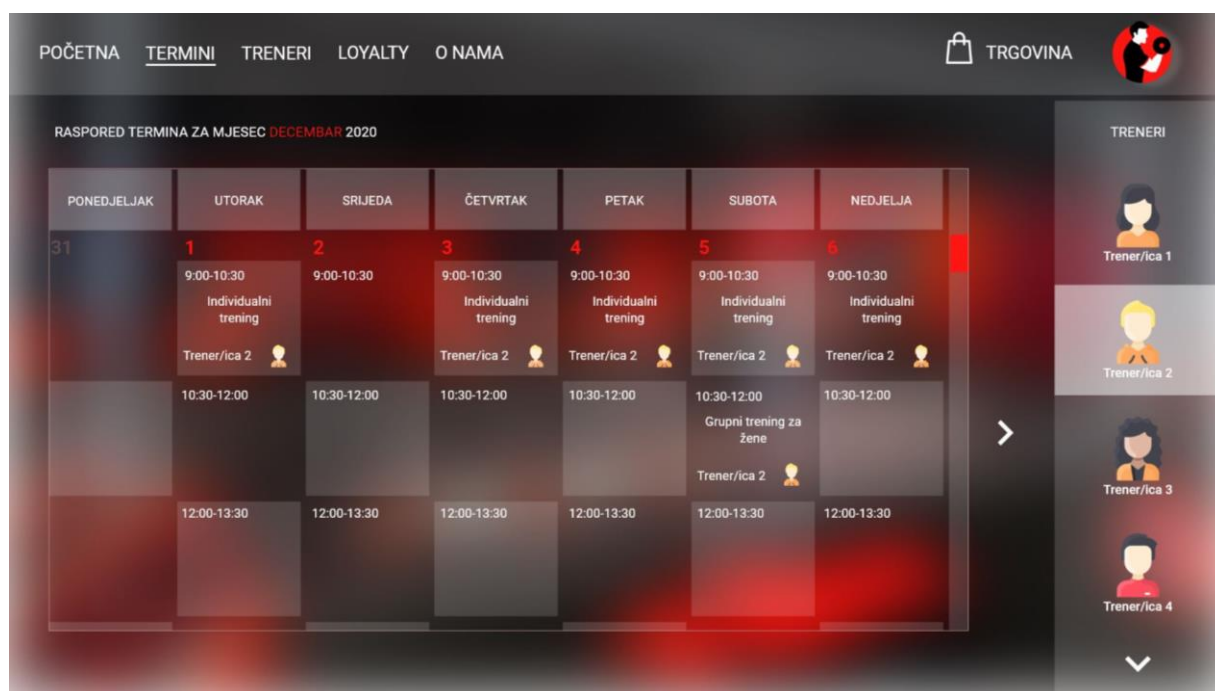 POČETNA TERMINI TRENERI LOYALTY O NAMA TRGOVINA
RASPORED TERMINA ZA MJESEC DECEMBAR 2020
TRENERI
PONEDJELJAK UTORAK SRIJEDA ČETVRTAK PETAK SUBOTA NEDJELJA
31 1 2 3 4 5 6
9:00-10:30 9:00-10:30 9:00-10:30 9:00-10:30 9:00-10:30 9:00-10:30
Individualni Individualni Individualni Individualni Individualni
trening trening trening trening trening
Trener/ica 2 Trener/ica 2 Trener/ica 2 Trener/ica 2 Trener/ica 2
10:30-12:00 10:30-12:00 10:30-12:00 10:30-12:00 10:30-12:00 10:30-12:00
Grupni trening za
žene
Trener/ica 2
12:00-13:30 12:00-13:30 12:00-13:30 12:00-13:30 12:00-13:30 12:00-13:30
Trener/ica 1
Trener/ica 2
Trener/ica 3
Trener/ica 4